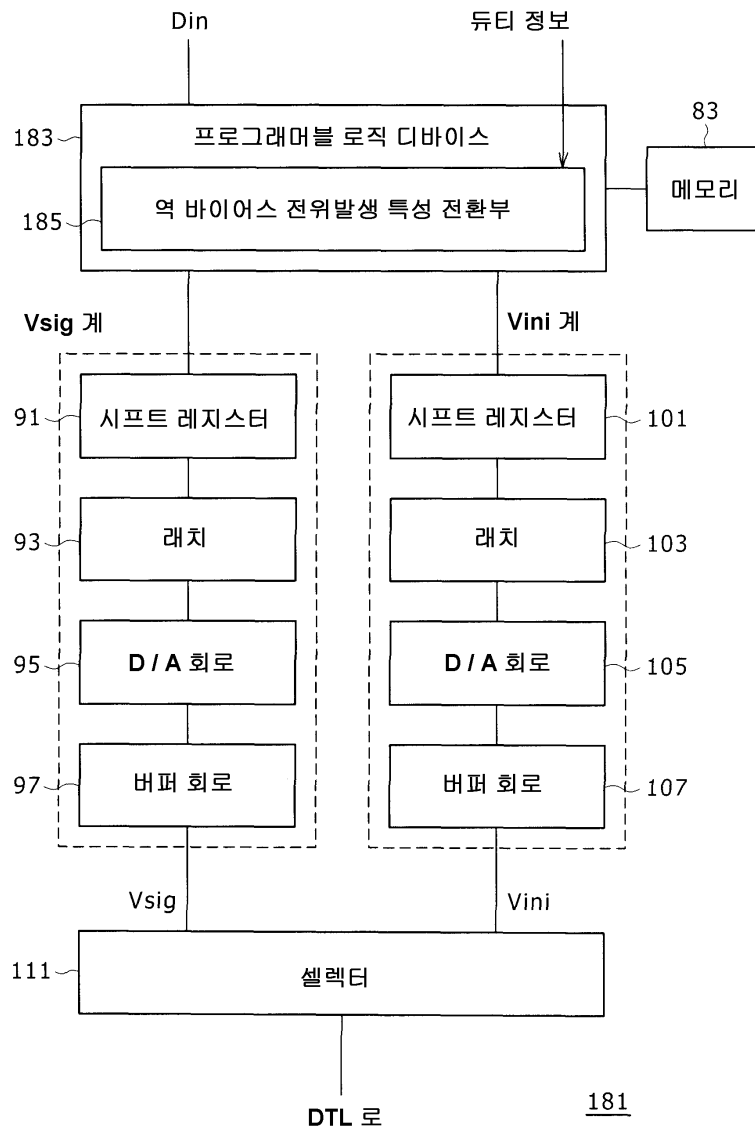 Din
듀티 정보
183
프로그래머블 로직 디바이스
83
메모리
185
역 바이어스 전위발생 특성 전환부
Vsig 계
Vini 계
91
시프트 레지스터
시프트 레지스터
101
93
래치
래치
103
95
D / A 회로
D / A 회로
105
97
버퍼 회로
버퍼 회로
107
Vsig
Vini
111
셀렉터
DTL 로
181